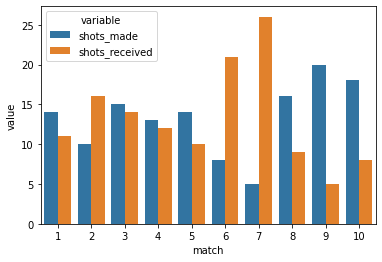 variable
shots_made
shots_received
value
25
20
15
10
5
0
1 2 3 4 5 6 7 8 9 10
match